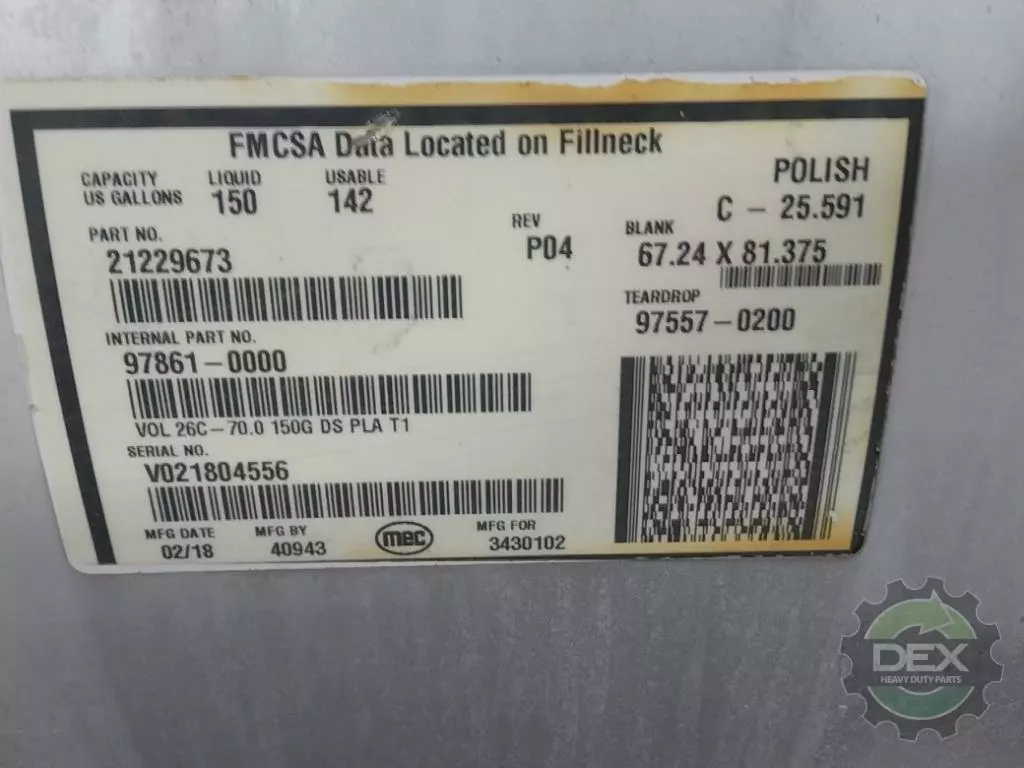 FMCSA Data Located on Fillneck
CAPACITY
US GALLONS
LIQUID
150
USABLE
142
POLISH
C - 25.591
PART NO.
21229673
REV
P04
BLANK
67.24 X 81.375
INTERNAL PART NO.
97861-0000
TEARDROP
97557-0200
VOL 26C-70.0 150G DS PLA T1
SERIAL NO.
V021804556
MFG DATE
02/18
MFG BY
40943
mec
MFG FOR
3430102
DEX
HEAVY DUTY PARTS